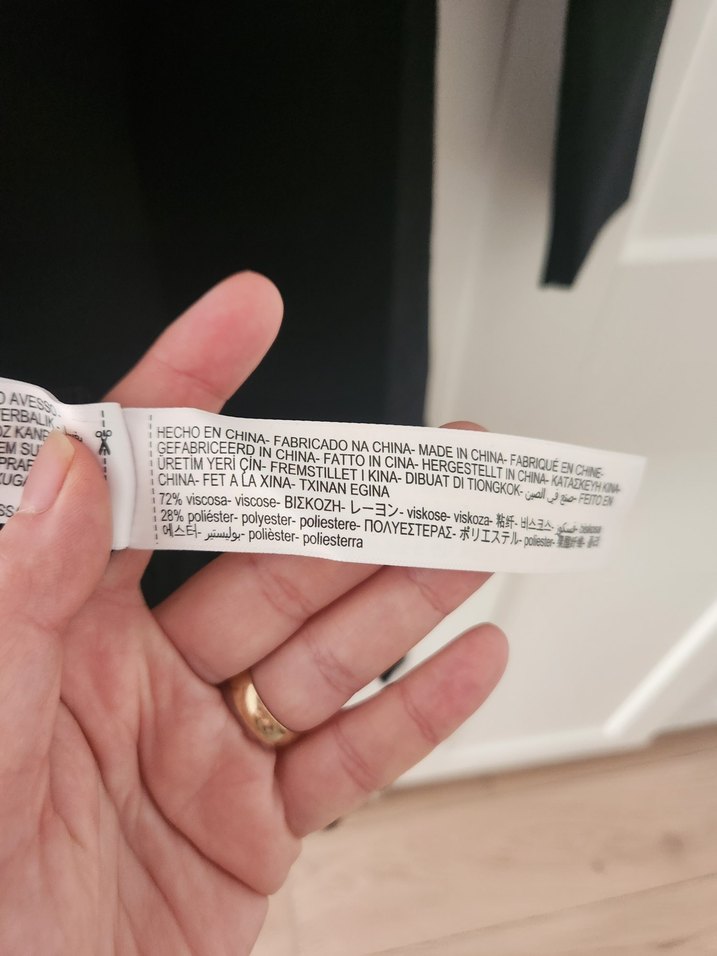 AVESSO-
HECHO EN CHINA- FABRICADO NA CHINA- MADE IN CHINA- FABRIQUÉ EN CHINE-
GEFABRICEERD IN CHINA- FATTO IN CINA- HERGESTELLT IN CHINA- ΚΑΤΑΣΚΕΥΗ ΚΙΝΑ-
ÜRETİM YERİ ÇİN- FREMSTILLET I KINA- DIBUAT DI TIONGKOK- صنع في الصين- FEITO EN
CHINA- FET A LA XINA- TXINAN EGINA
72% viscosa- viscose- ΒΙΣΚΟΖΗ- レーヨン- viskose- viskoza- 粘纤- 비스코스-
28% poliéster- polyester- poliestere- ΠΟΛΥΕΣΤΕΡΑΣ- ポリエステル- poliester-
에스터- بوليستير- polièster- poliesterra